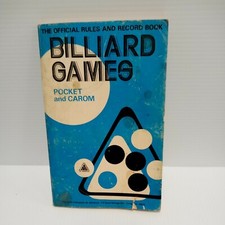 THE OFFICIAL RULES AND RECORD BOOK
BILLIARD
GAMES
POCKET
and CAROM